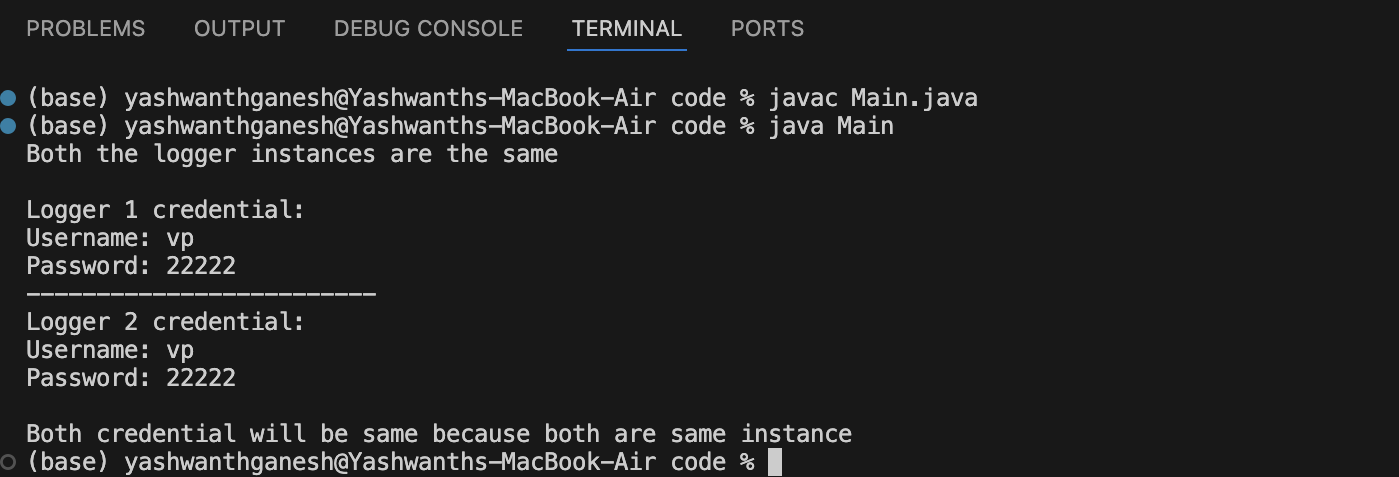 PROBLEMS OUTPUT DEBUG CONSOLE TERMINAL PORTS
(base) yashwanthganesh@Yashwanths-MacBook-Air code % javac Main.java
(base) yashwanthganesh@Yashwanths-MacBook-Air code % java Main
Both the logger instances are the same
Logger 1 credential:
Username: vp
Password: 22222
-------------------------
Logger 2 credential:
Username: vp
Password: 22222
Both credential will be same because both are same instance
(base) yashwanthganesh@Yashwanths-MacBook-Air code %